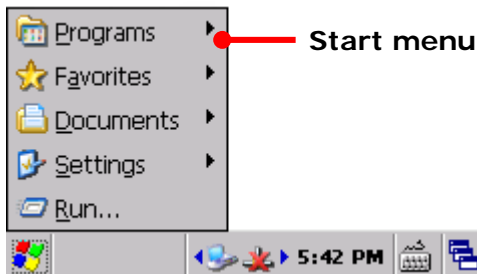 Programs
Start menu
Favorites
Documents
Settings
Run...
5:42 PM